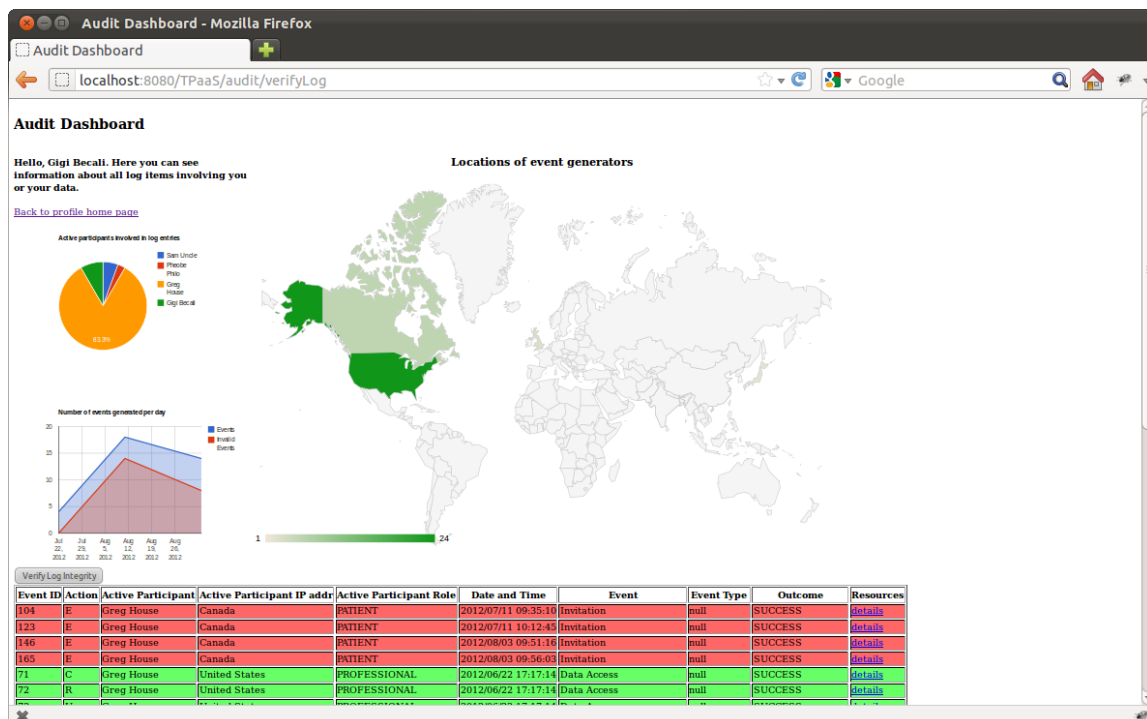 Audit Dashboard - Mozilla Firefox
Audit Dashboard
localhost:8080/TPaaS/audit/verifyLog
Google
Audit Dashboard
Hello, Gigi Becali. Here you can see
information about all log items involving you
or your data.
Back to profile home page
Locations of event generators
Active participants involved in log entries
Sam Uncle
Pheobe
Philo
Greg
House
Gigi Becali
83.3%
Number of events generated per day
20
15
10
5
0
Events
Invalid
Events
Jul 22, 2012
Jul 29, 2012
Aug 5, 2012
Aug 12, 2012
Aug 19, 2012
Aug 26, 2012
1 24
Verify Log Integrity
Event ID Action Active Participant Active Participant IP addr Active Participant Role Date and Time Event Event Type Outcome Resources
104 E Greg House Canada PATIENT 2012/07/11 09:35:10 Invitation null SUCCESS details
123 E Greg House Canada PATIENT 2012/07/11 10:12:45 Invitation null SUCCESS details
146 E Greg House Canada PATIENT 2012/08/03 09:51:16 Invitation null SUCCESS details
165 E Greg House Canada PATIENT 2012/08/03 09:56:03 Invitation null SUCCESS details
71 C Greg House United States PROFESSIONAL 2012/06/22 17:17:14 Data Access null SUCCESS details
72 R Greg House United States PROFESSIONAL 2012/06/22 17:17:14 Data Access null SUCCESS details